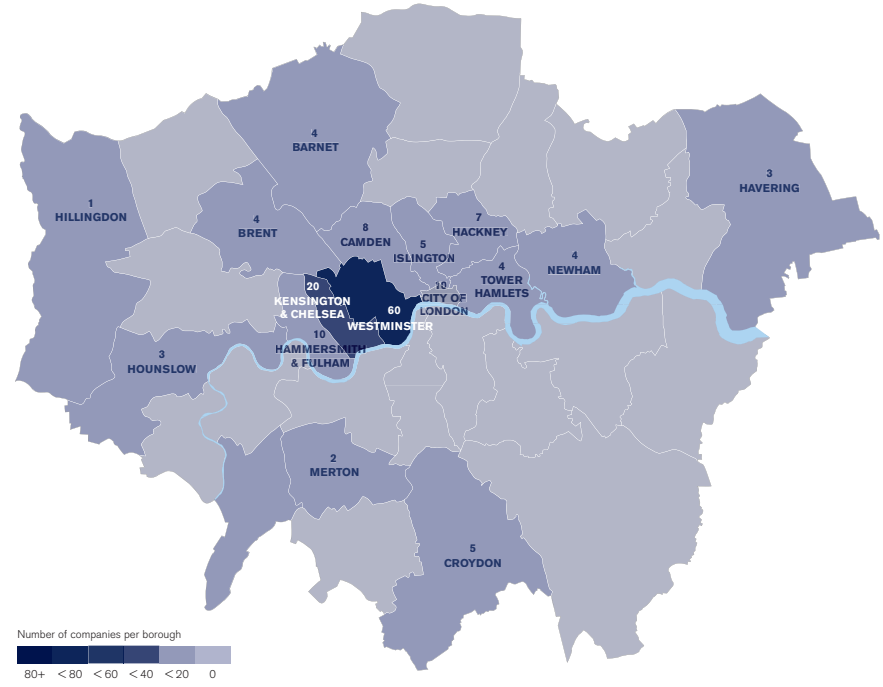 4
BARNET
3
HAVERING
1
HILLINGDON
4
BRENT
8
CAMDEN
5
ISLINGTON
7
HACKNEY
4
TOWER
HAMLETS
4
NEWHAM
20
KENSINGTON
& CHELSEA
10
CITY OF
LONDON
60
WESTMINSTER
10
HAMMERSMITH
& FULHAM
3
HOUNSLOW
2
MERTON
5
CROYDON
Number of companies per borough
80+ <80 <60 <40 <20 0